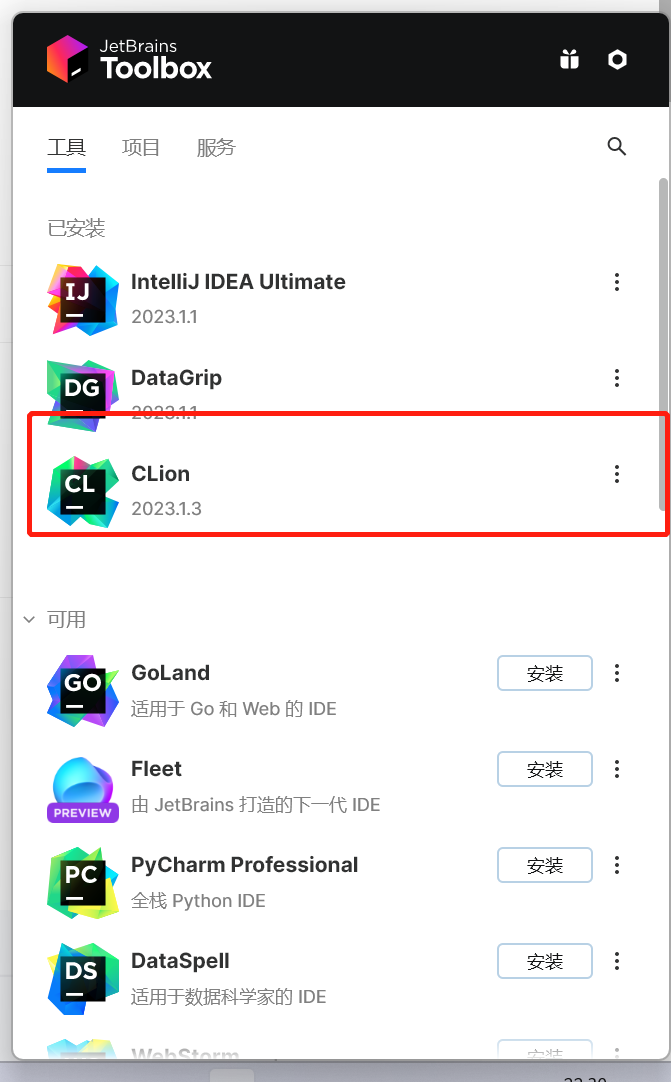 JetBrains
Toolbox
工具 项目 服务
已安装
IJ
IntelliJ IDEA Ultimate
2023.1.1
DG
DataGrip
2023.1.1
CL
CLion
2023.1.3
可用
GO
GoLand
安装
适用于 Go 和 Web 的 IDE
PREVIEW
Fleet
安装
由 JetBrains 打造的下一代 IDE
PC
PyCharm Professional
安装
全栈 Python IDE
DS
DataSpell
安装
适用于数据科学家的 IDE
WebStorm
安装